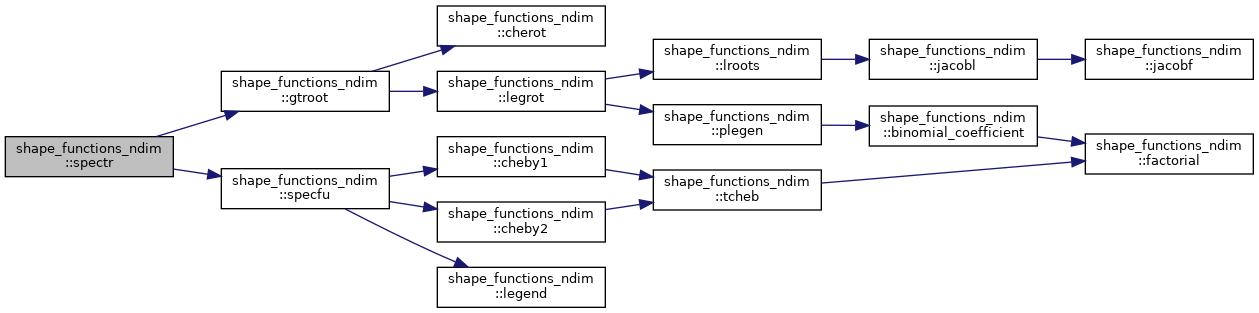 shape_functions_ndim
::spectr
shape_functions_ndim
::gtroot
shape_functions_ndim
::specfu
shape_functions_ndim
::cherot
shape_functions_ndim
::legrot
shape_functions_ndim
::cheby1
shape_functions_ndim
::cheby2
shape_functions_ndim
::legend
shape_functions_ndim
::lroots
shape_functions_ndim
::plegen
shape_functions_ndim
::tcheb
shape_functions_ndim
::jacobl
shape_functions_ndim
::binomial_coefficient
shape_functions_ndim
::jacobf
shape_functions_ndim
::factorial